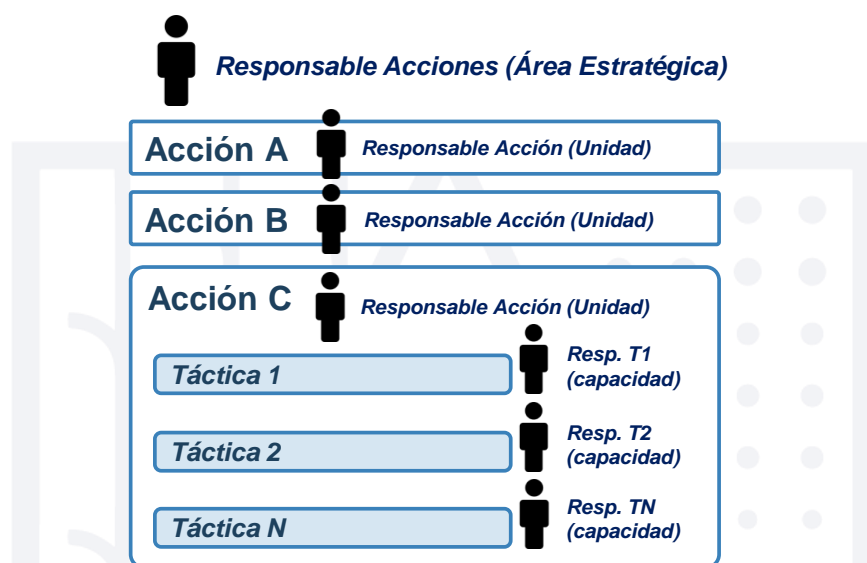 Responsable Acciones (Área Estratégica)
Acción A
Responsable Acción (Unidad)
Acción B
Responsable Acción (Unidad)
Acción C
Responsable Acción (Unidad)
Táctica 1
Resp. T1
(capacidad)
Táctica 2
Resp. T2
(capacidad)
Táctica N
Resp. TN
(capacidad)